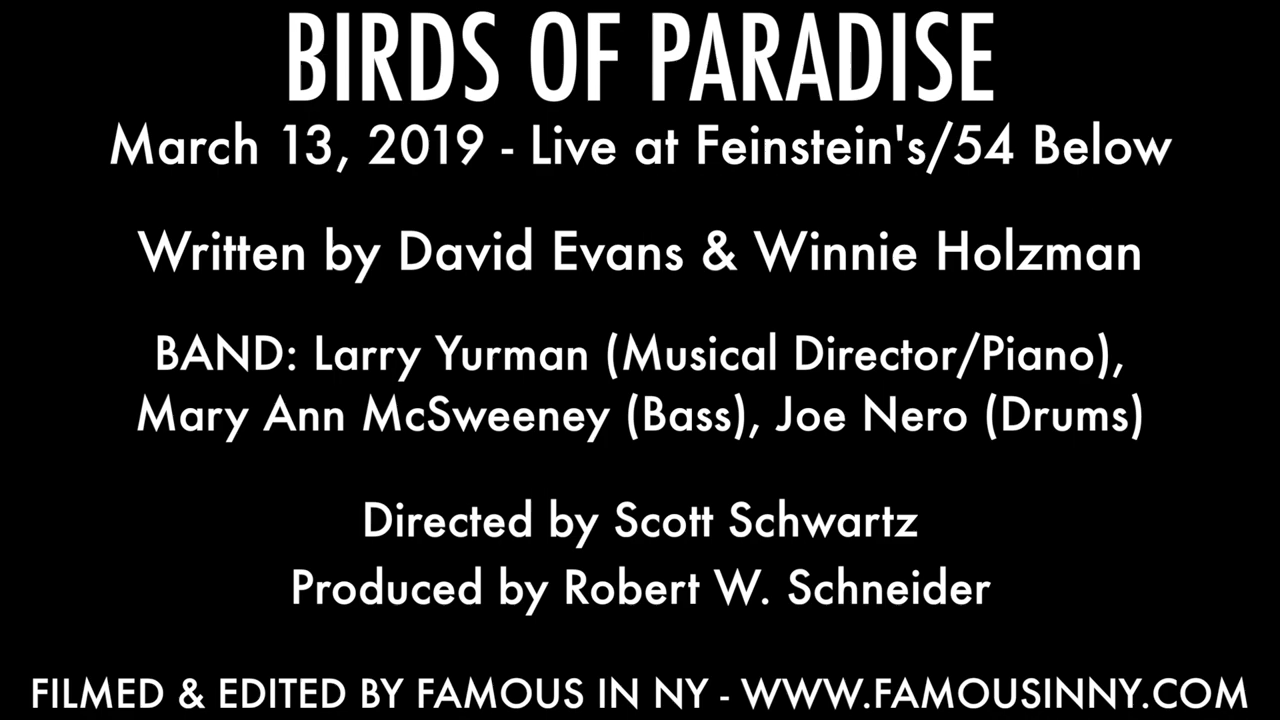 BIRDS OF PARADISE
March 13, 2019 - Live at Feinstein's/54 Below
Written by David Evans & Winnie Holzman
BAND: Larry Yurman (Musical Director/Piano),
Mary Ann McSweeney (Bass), Joe Nero (Drums)
Directed by Scott Schwartz
Produced by Robert W. Schneider
FILMED & EDITED BY FAMOUS IN NY - WWW.FAMOUSINNY.COM